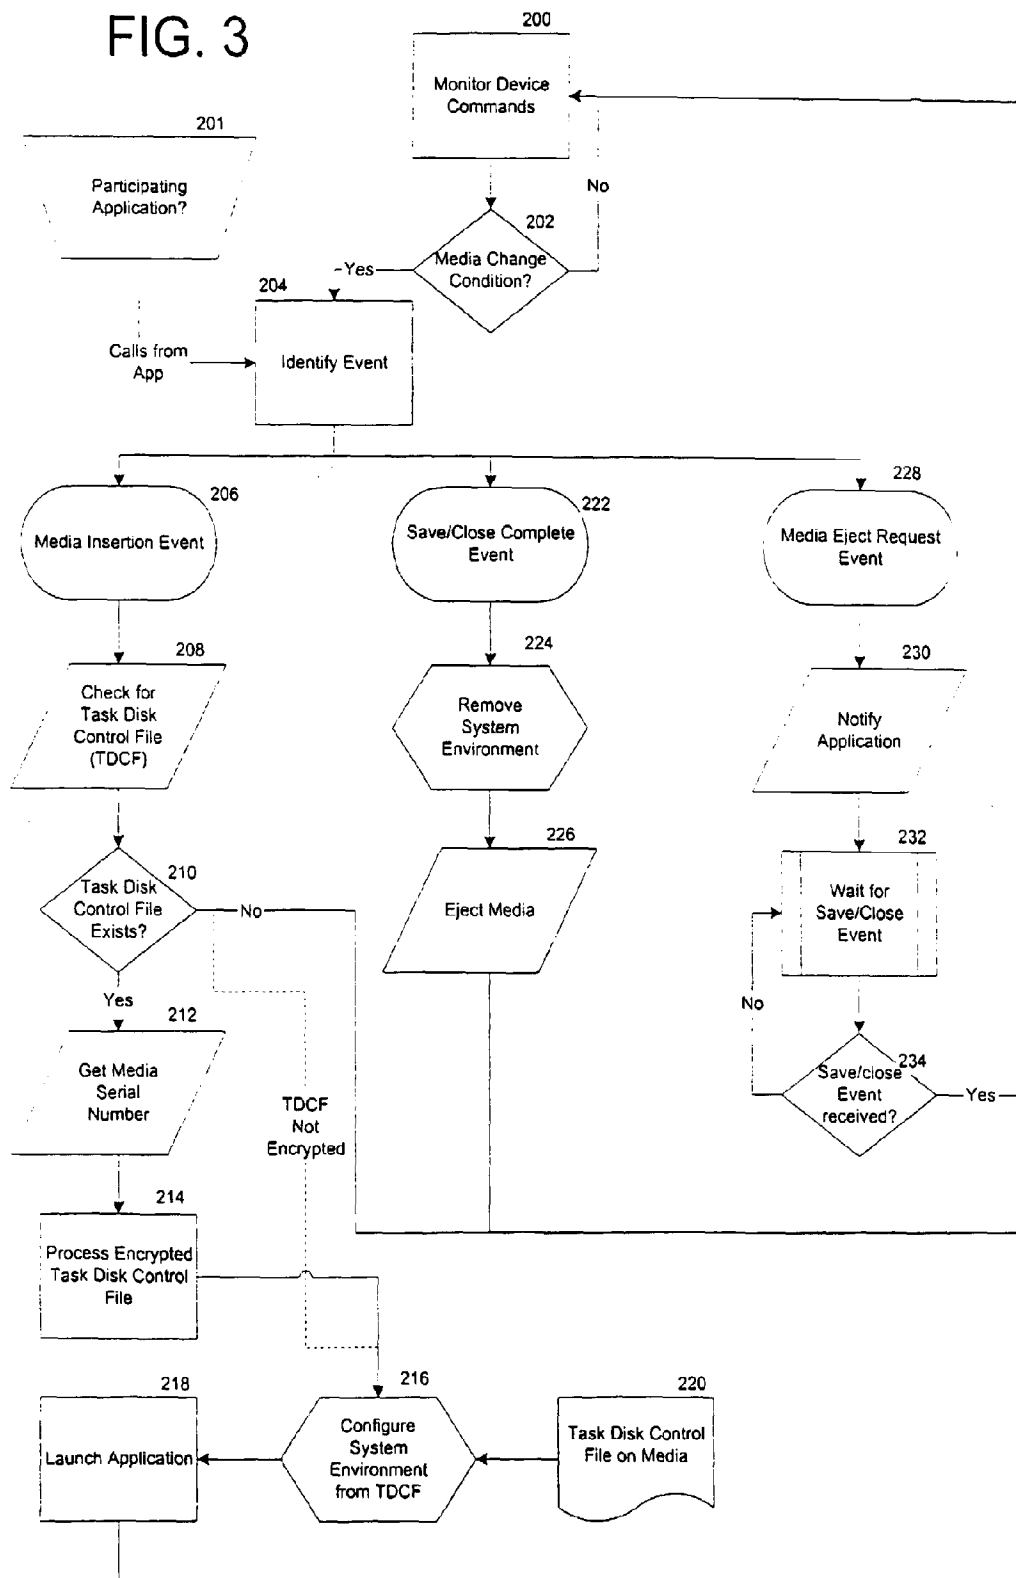 FIG. 3
200
Monitor Device
Commands
201
Participating
Application?
No
202
Media Change
Condition?
Yes
204
Identify Event
Calls from
App
206
Media Insertion Event
222
Save/Close Complete
Event
228
Media Eject Request
Event
208
Check for
Task Disk
Control File
(TDCF)
224
Remove
System
Environment
230
Notify
Application
210
Task Disk
Control File
Exists?
No
Yes
226
Eject Media
232
Wait for
Save/Close
Event
No
234
Save/close
Event
received?
Yes
212
Get Media
Serial
Number
TDCF
Not
Encrypted
214
Process Encrypted
Task Disk Control
File
218
Launch Application
216
Configure
System
Environment
from TDCF
220
Task Disk Control
File on Media